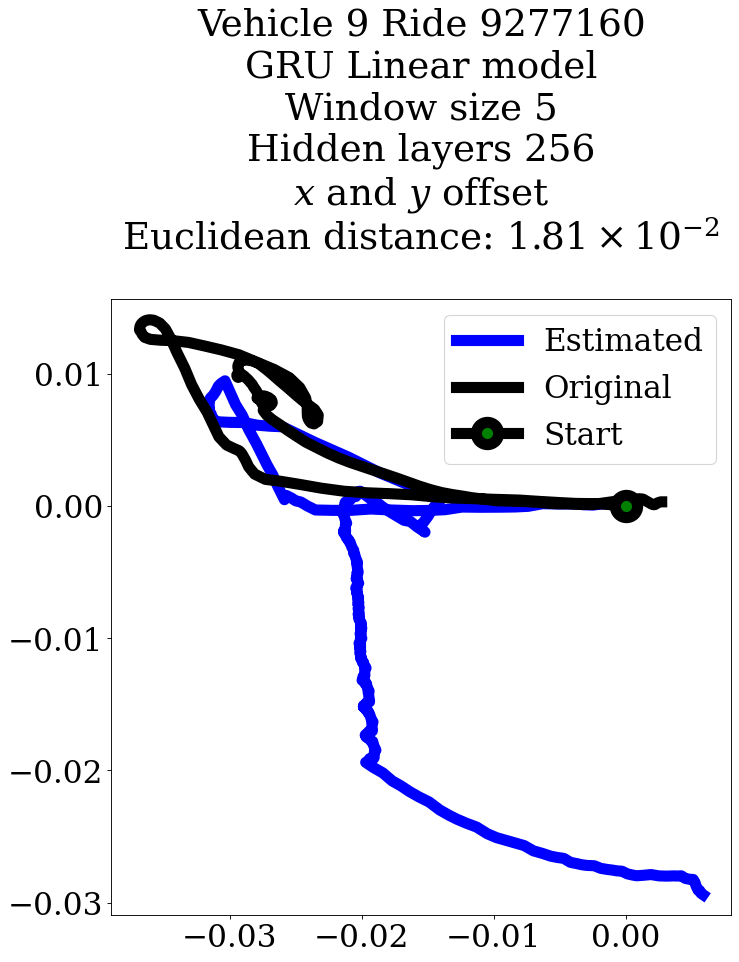 Vehicle 9 Ride 9277160
GRU Linear model
Window size 5
Hidden layers 256
x and y offset
Euclidean distance: 1.81 × 10⁻²
Estimated
Original
Start
0.01
0.00
−0.01
−0.02
−0.03
−0.03 −0.02 −0.01 0.00